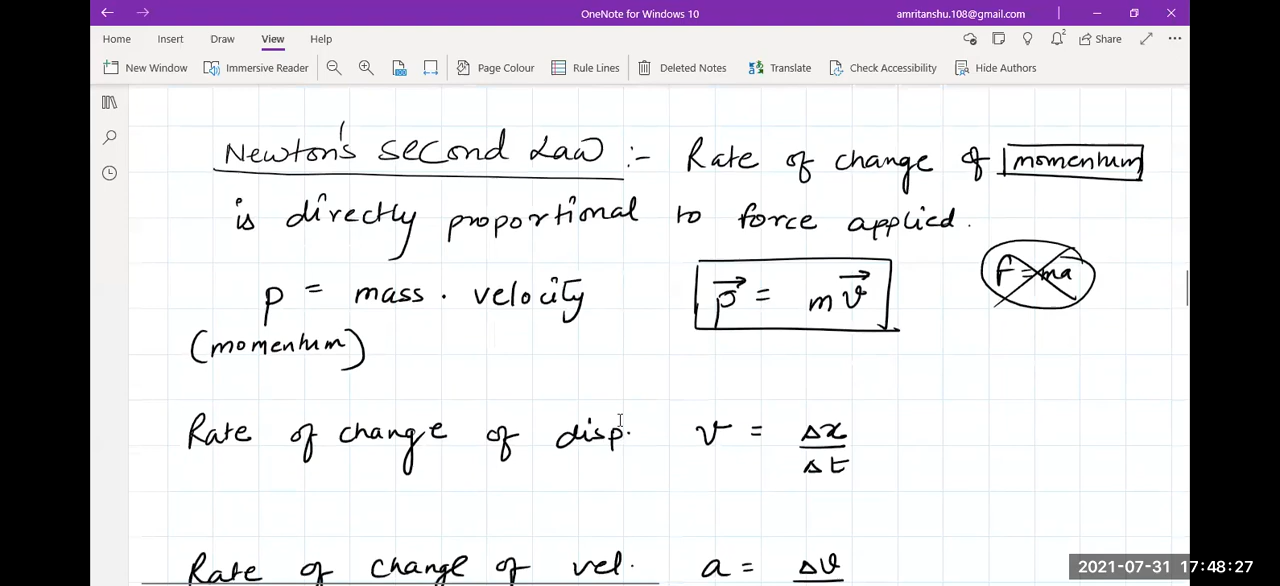 OneNote for Windows 10
amritanshu.108@gmail.com
Home Insert Draw View Help
2 Share
New Window Immersive Reader Page Colour Rule Lines Deleted Notes Translate Check Accessibility Hide Authors
Newton's second Law :- Rate of change of momentum
is directly proportional to force applied.
F = ma
p = mass . velocity p⃗ = mv⃗
(momentum)
Rate of change of disp. v = Δx/Δt
Rate of change of vel. a = Δv
2021-07-31 17:48:27